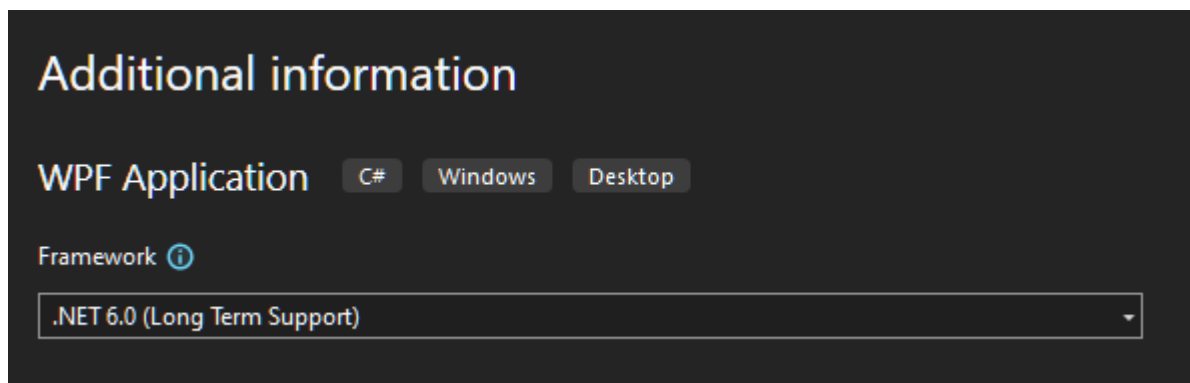 Additional information
WPF Application C# Windows Desktop
Framework
.NET 6.0 (Long Term Support)